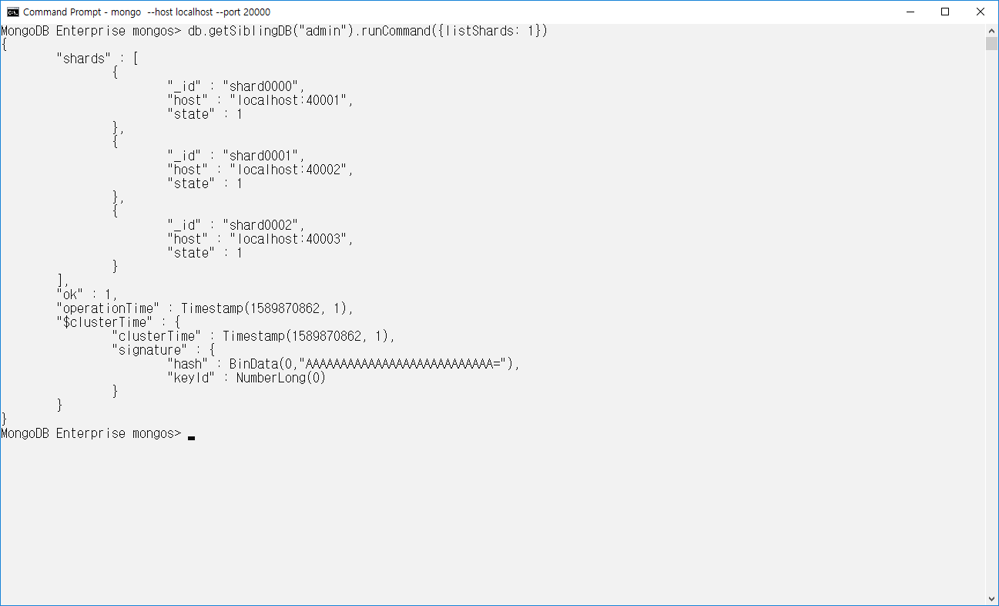 Command Prompt - mongo  --host localhost --port 20000
MongoDB Enterprise mongos> db.getSiblingDB("admin").runCommand({listShards: 1})
{
        "shards" : [
                {
                        "_id" : "shard0000",
                        "host" : "localhost:40001",
                        "state" : 1
                },
                {
                        "_id" : "shard0001",
                        "host" : "localhost:40002",
                        "state" : 1
                },
                {
                        "_id" : "shard0002",
                        "host" : "localhost:40003",
                        "state" : 1
                }
        ],
        "ok" : 1,
        "operationTime" : Timestamp(1589870862, 1),
        "$clusterTime" : {
                "clusterTime" : Timestamp(1589870862, 1),
                "signature" : {
                        "hash" : BinData(0,"AAAAAAAAAAAAAAAAAAAAAAAAAAA="),
                        "keyId" : NumberLong(0)
                }
        }
}
MongoDB Enterprise mongos>